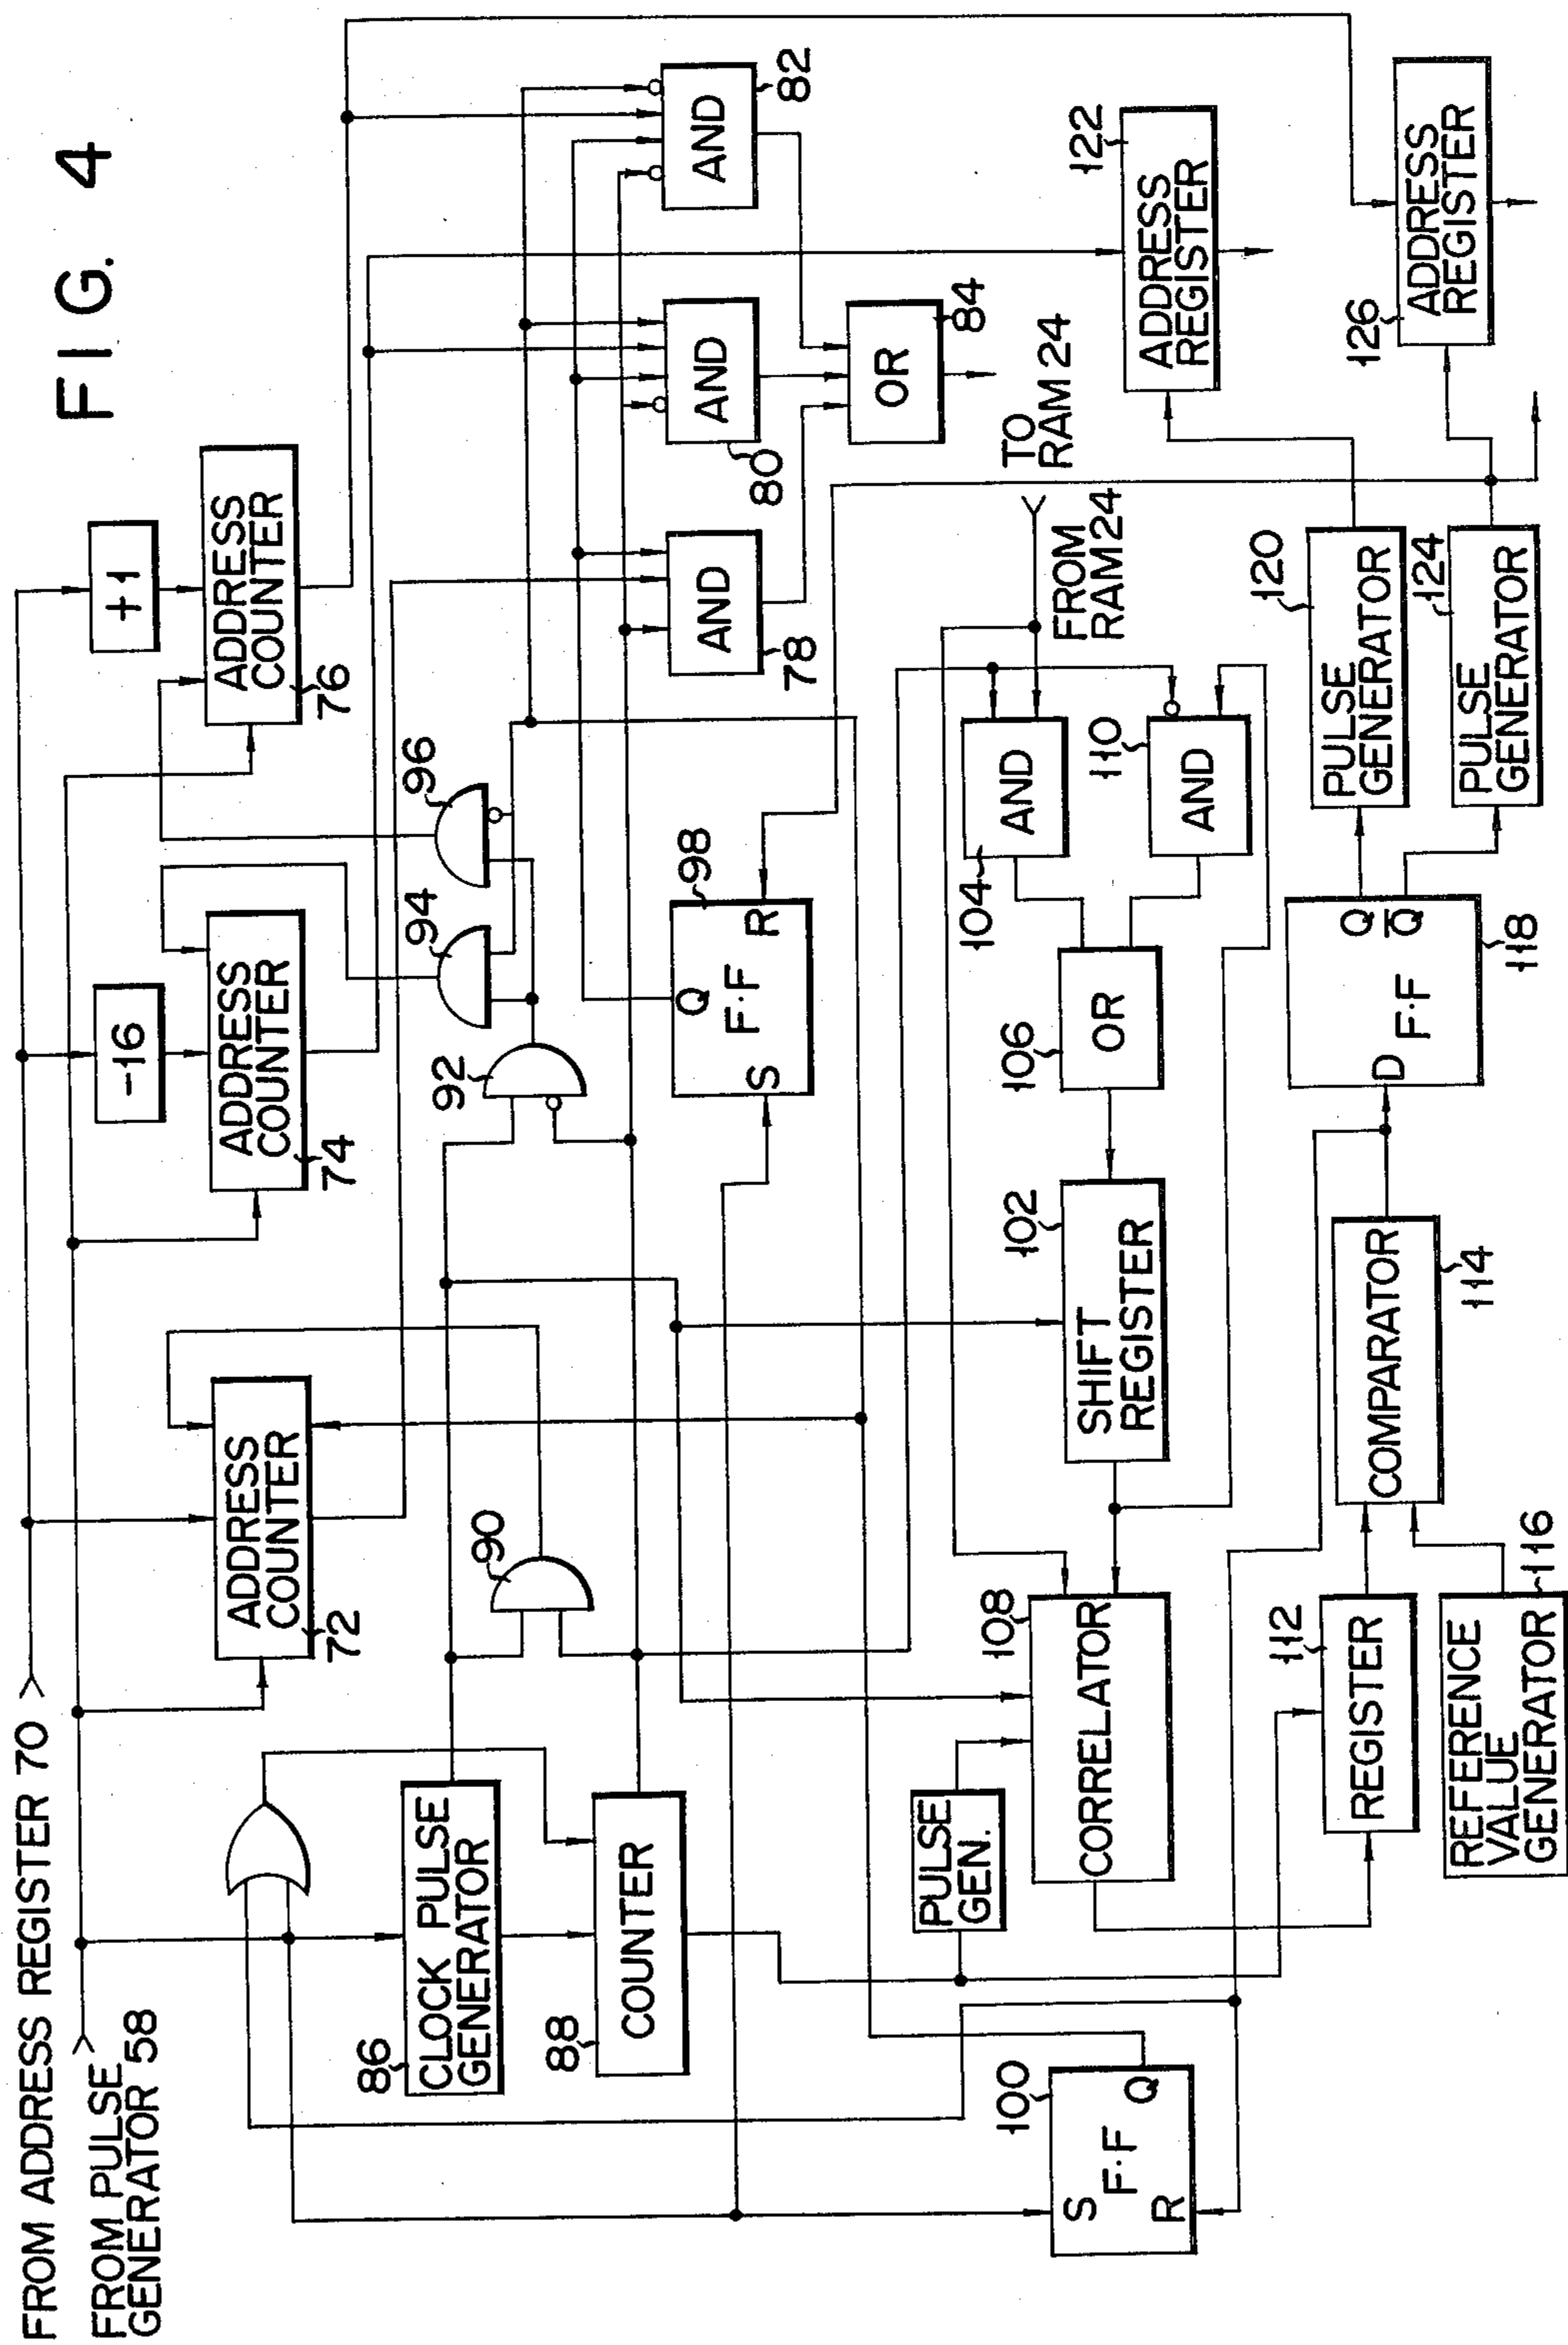 FIG. 4
FROM ADDRESS REGISTER 70
FROM PULSE
GENERATOR 58
-16
+1
ADDRESS
COUNTER
72
ADDRESS
COUNTER
74
ADDRESS
COUNTER
76
86
CLOCK PULSE
GENERATOR
88
COUNTER
90
92
94
96
S
Q
F·F
R
98
AND
78
AND
80
AND
82
OR
84
TO
RAM 24
FROM
RAM 24
100
S
Q
F·F
R
PULSE
GEN.
108
CORRELATOR
102
SHIFT
REGISTER
106
OR
104
AND
110
AND
112
REGISTER
REFERENCE
VALUE
GENERATOR
116
COMPARATOR
114
D
F·F
Q
Q̅
118
120
PULSE
GENERATOR
124
PULSE
GENERATOR
122
ADDRESS
REGISTER
126
ADDRESS
REGISTER